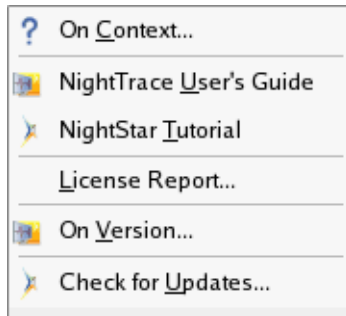 On Context...
NightTrace User's Guide
NightStar Tutorial
License Report...
On Version...
Check for Updates...